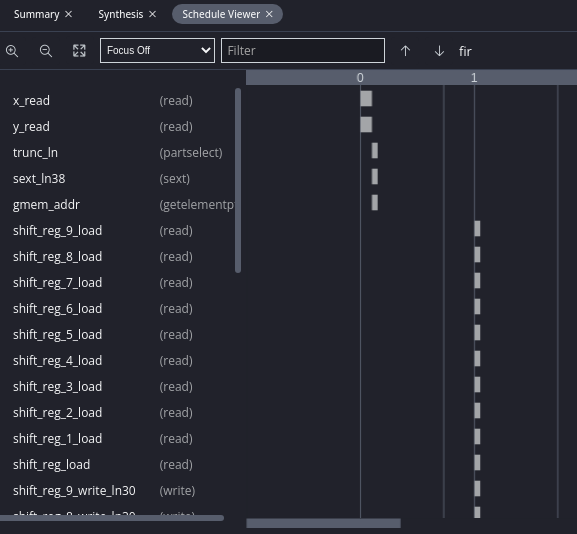 Summary × Synthesis × Schedule Viewer ×
Focus Off Filter ↑ ↓ fir
0 1
x_read (read)
y_read (read)
trunc_ln (partselect)
sext_ln38 (sext)
gmem_addr (getelementp
shift_reg_9_load (read)
shift_reg_8_load (read)
shift_reg_7_load (read)
shift_reg_6_load (read)
shift_reg_5_load (read)
shift_reg_4_load (read)
shift_reg_3_load (read)
shift_reg_2_load (read)
shift_reg_1_load (read)
shift_reg_load (read)
shift_reg_9_write_ln30 (write)